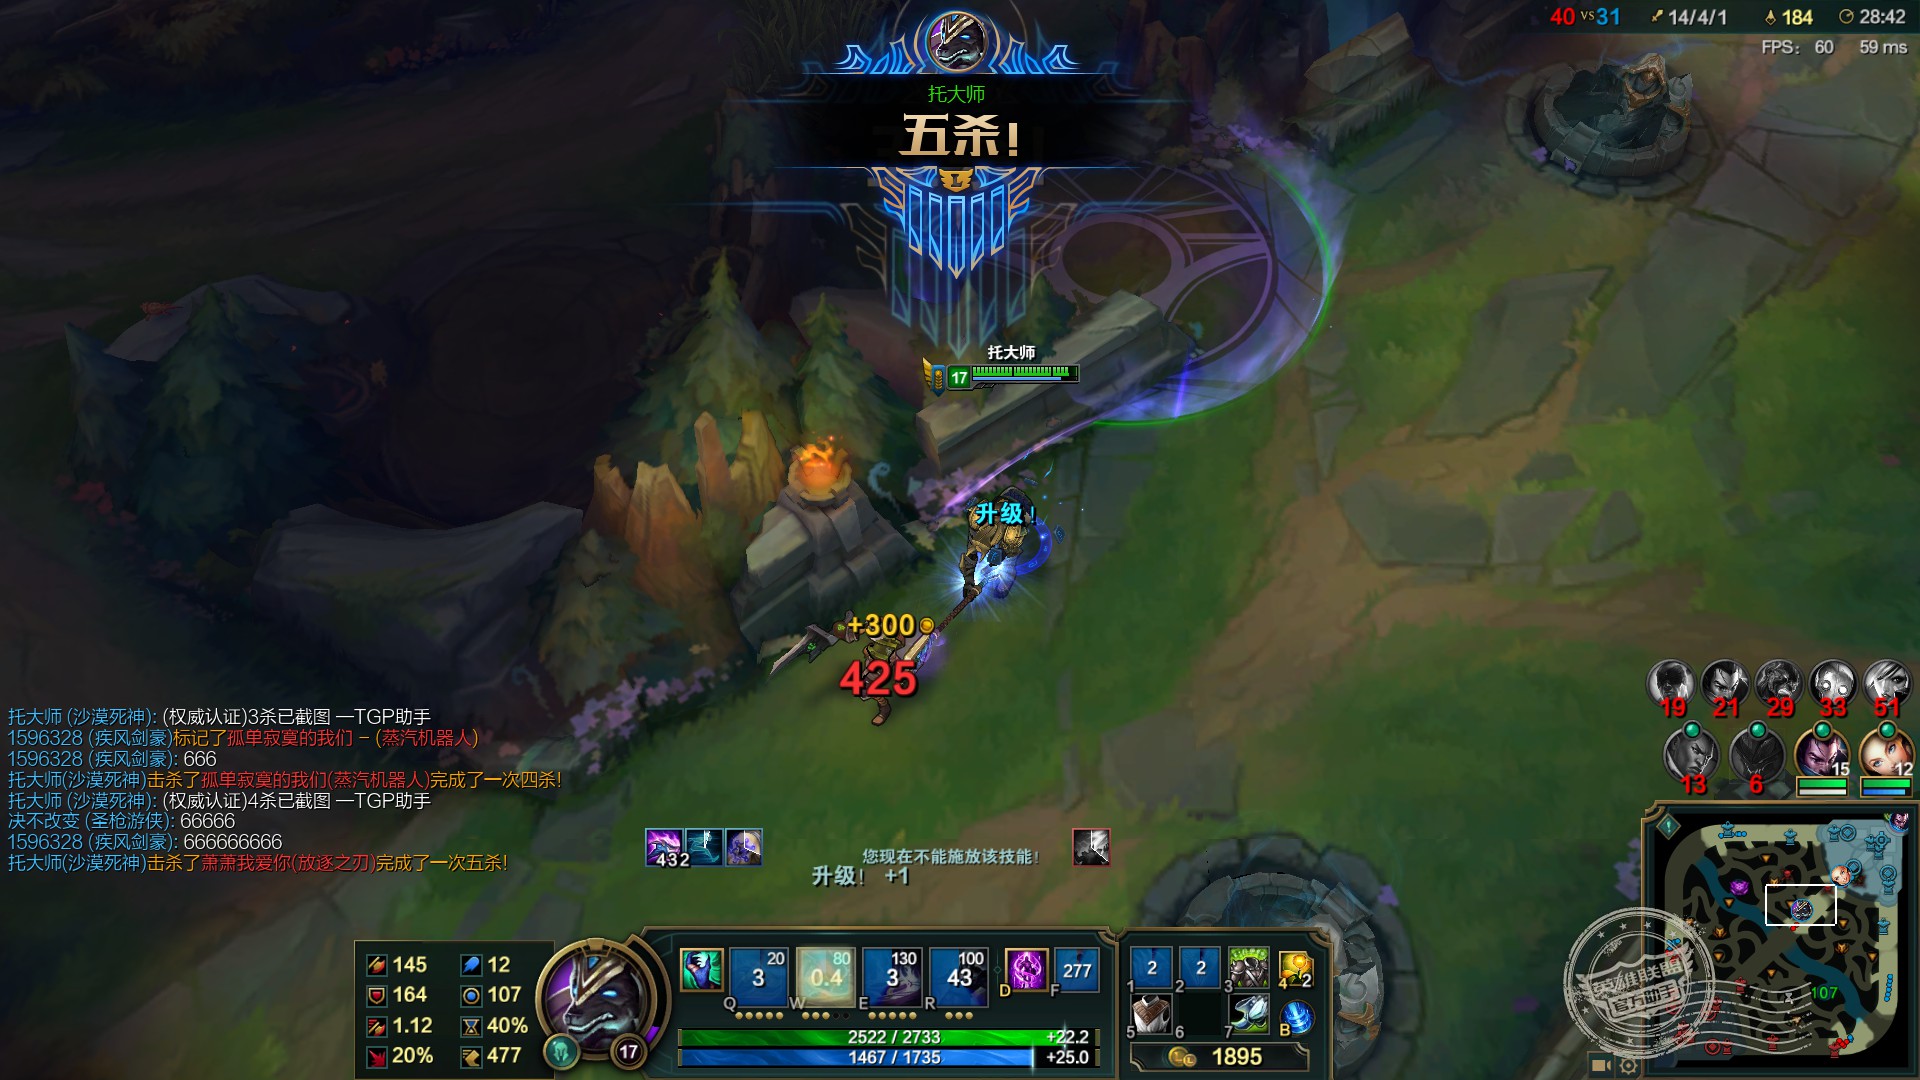 40 vs 31 14/4/1 184 28:42
FPS: 60 59 ms
托大师
五杀!
托大师
17
升级!
+300
425
托大师 (沙漠死神): (权威认证)3杀已截图 —TGP助手
1596328 (疾风剑豪)标记了孤单寂寞的我们 - (蒸汽机器人)
1596328 (疾风剑豪): 666
托大师(沙漠死神)击杀了孤单寂寞的我们(蒸汽机器人)完成了一次四杀!
托大师 (沙漠死神): (权威认证)4杀已截图 —TGP助手
决不改变 (圣枪游侠): 66666
1596328 (疾风剑豪): 666666666
托大师(沙漠死神)击杀了萧萧我爱你(放逐之刃)完成了一次五杀!
432
您现在不能施放该技能!
升级! +1
19 21 29 33 51
13 6 15 12
107
英雄联盟
官方助手
145 12
164 107
1.12 40%
20% 477
17
20 80 130 100
3 0.4 3 43 277
Q W E R D F
2522 / 2733 +22.2
1467 / 1735 +25.0
2 2 2
1 2 3 4
5 6 7 B
1895